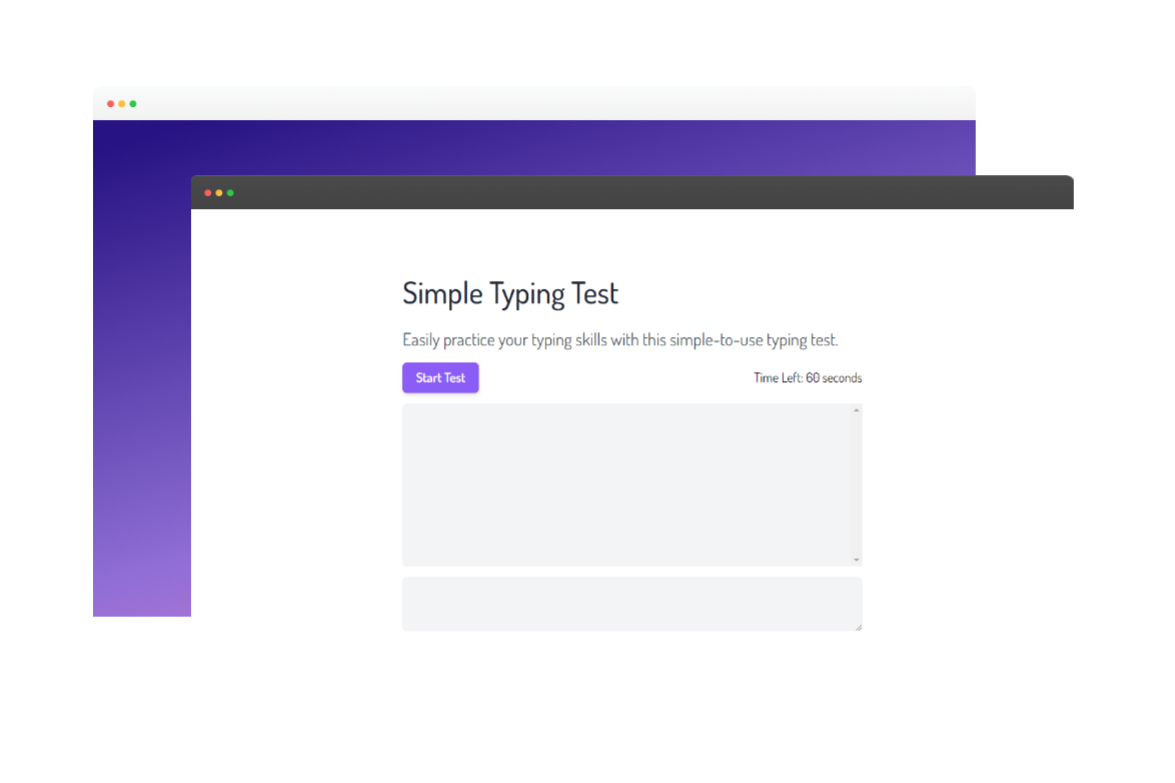 Simple Typing Test
Easily practice your typing skills with this simple-to-use typing test.
Start Test
Time Left: 60 seconds